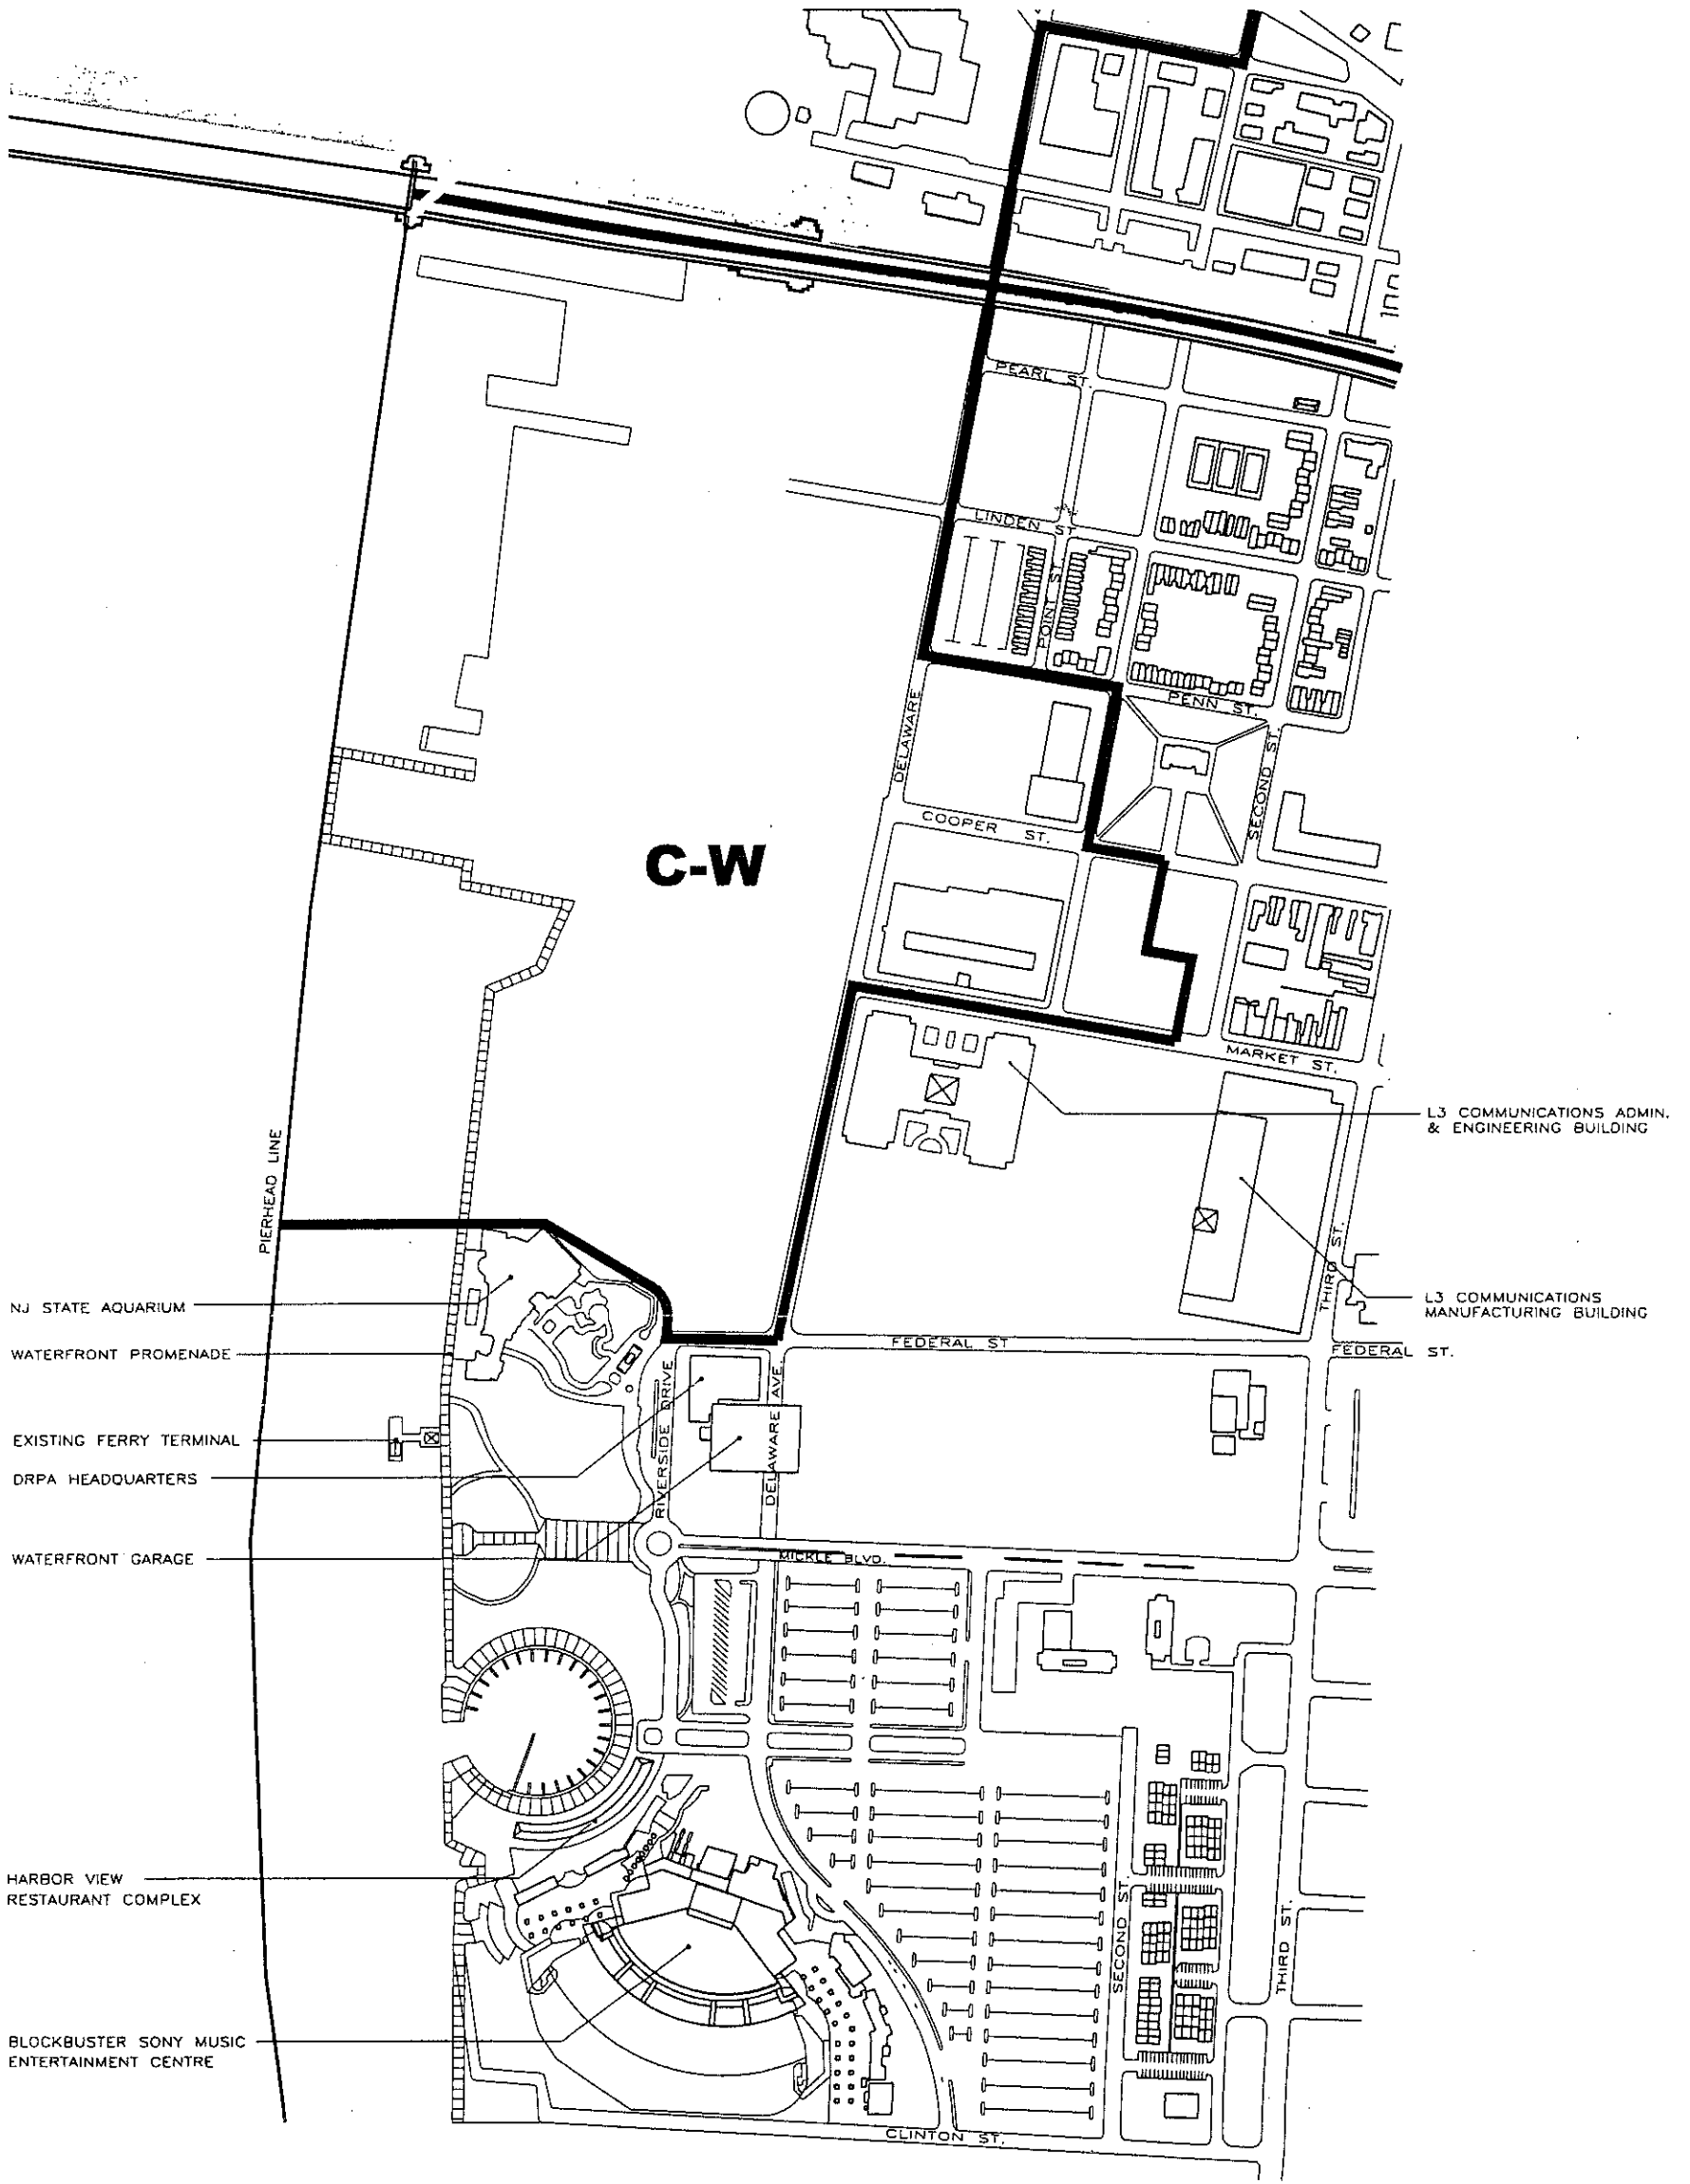 PEARL ST.
LINDEN ST
POINT ST.
PENN ST.
DELAWARE
SECOND ST.
COOPER ST.
C-W
MARKET ST.
L3 COMMUNICATIONS ADMIN.
& ENGINEERING BUILDING
PIERHEAD LINE
THIRD ST.
NJ STATE AQUARIUM
L3 COMMUNICATIONS
MANUFACTURING BUILDING
FEDERAL ST
FEDERAL ST.
WATERFRONT PROMENADE
RIVERSIDE DRIVE
DELAWARE AVE.
EXISTING FERRY TERMINAL
DRPA HEADQUARTERS
WATERFRONT GARAGE
MICKLE BLVD.
HARBOR VIEW
RESTAURANT COMPLEX
SECOND ST.
THIRD ST.
BLOCKBUSTER SONY MUSIC
ENTERTAINMENT CENTRE
CLINTON ST.